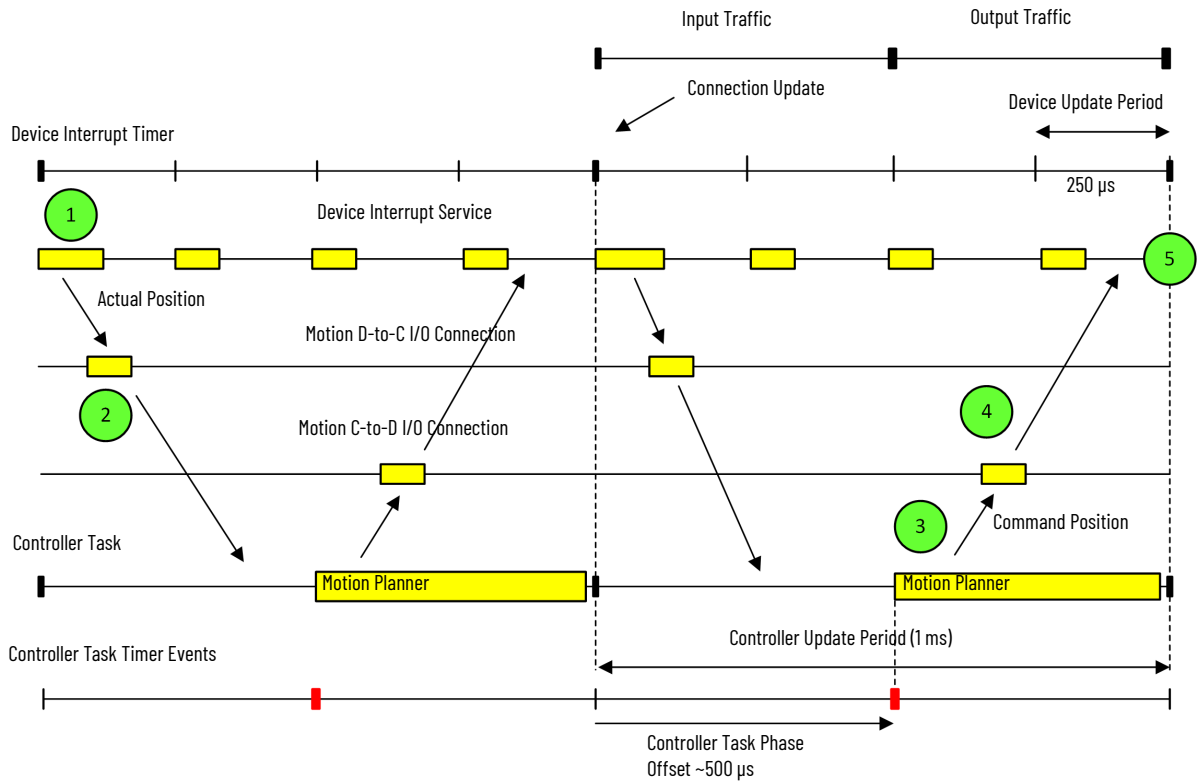 Input Traffic
Output Traffic
Connection Update
Device Update Period
Device Interrupt Timer
250 µs
1
Device Interrupt Service
5
Actual Position
Motion D-to-C I/O Connection
2
4
Motion C-to-D I/O Connection
3
Command Position
Controller Task
Motion Planner
Motion Planner
Controller Update Period (1 ms)
Controller Task Timer Events
Controller Task Phase
Offset ~500 µs